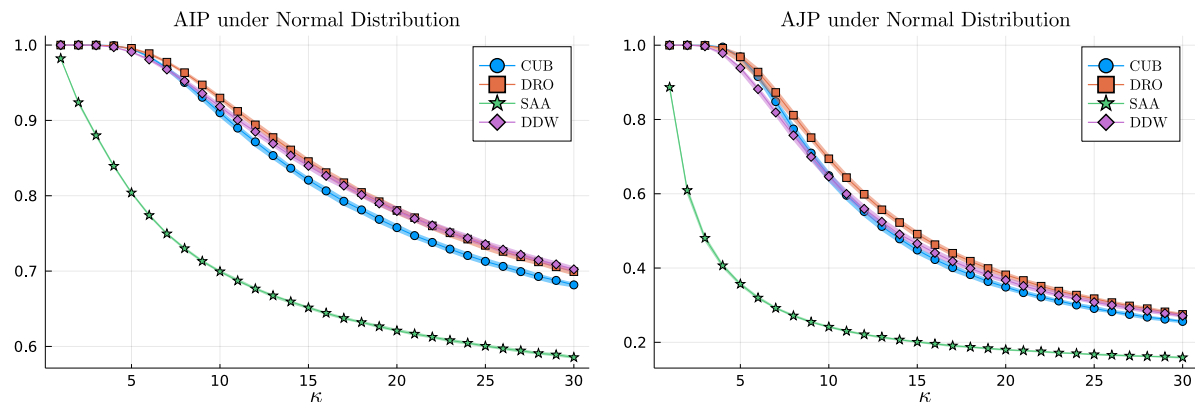 AIP under Normal Distribution
1.0
0.9
0.8
0.7
0.6
5
10
15
20
25
30
κ
CUB
DRO
SAA
DDW
AJP under Normal Distribution
1.0
0.8
0.6
0.4
0.2
5
10
15
20
25
30
κ
CUB
DRO
SAA
DDW